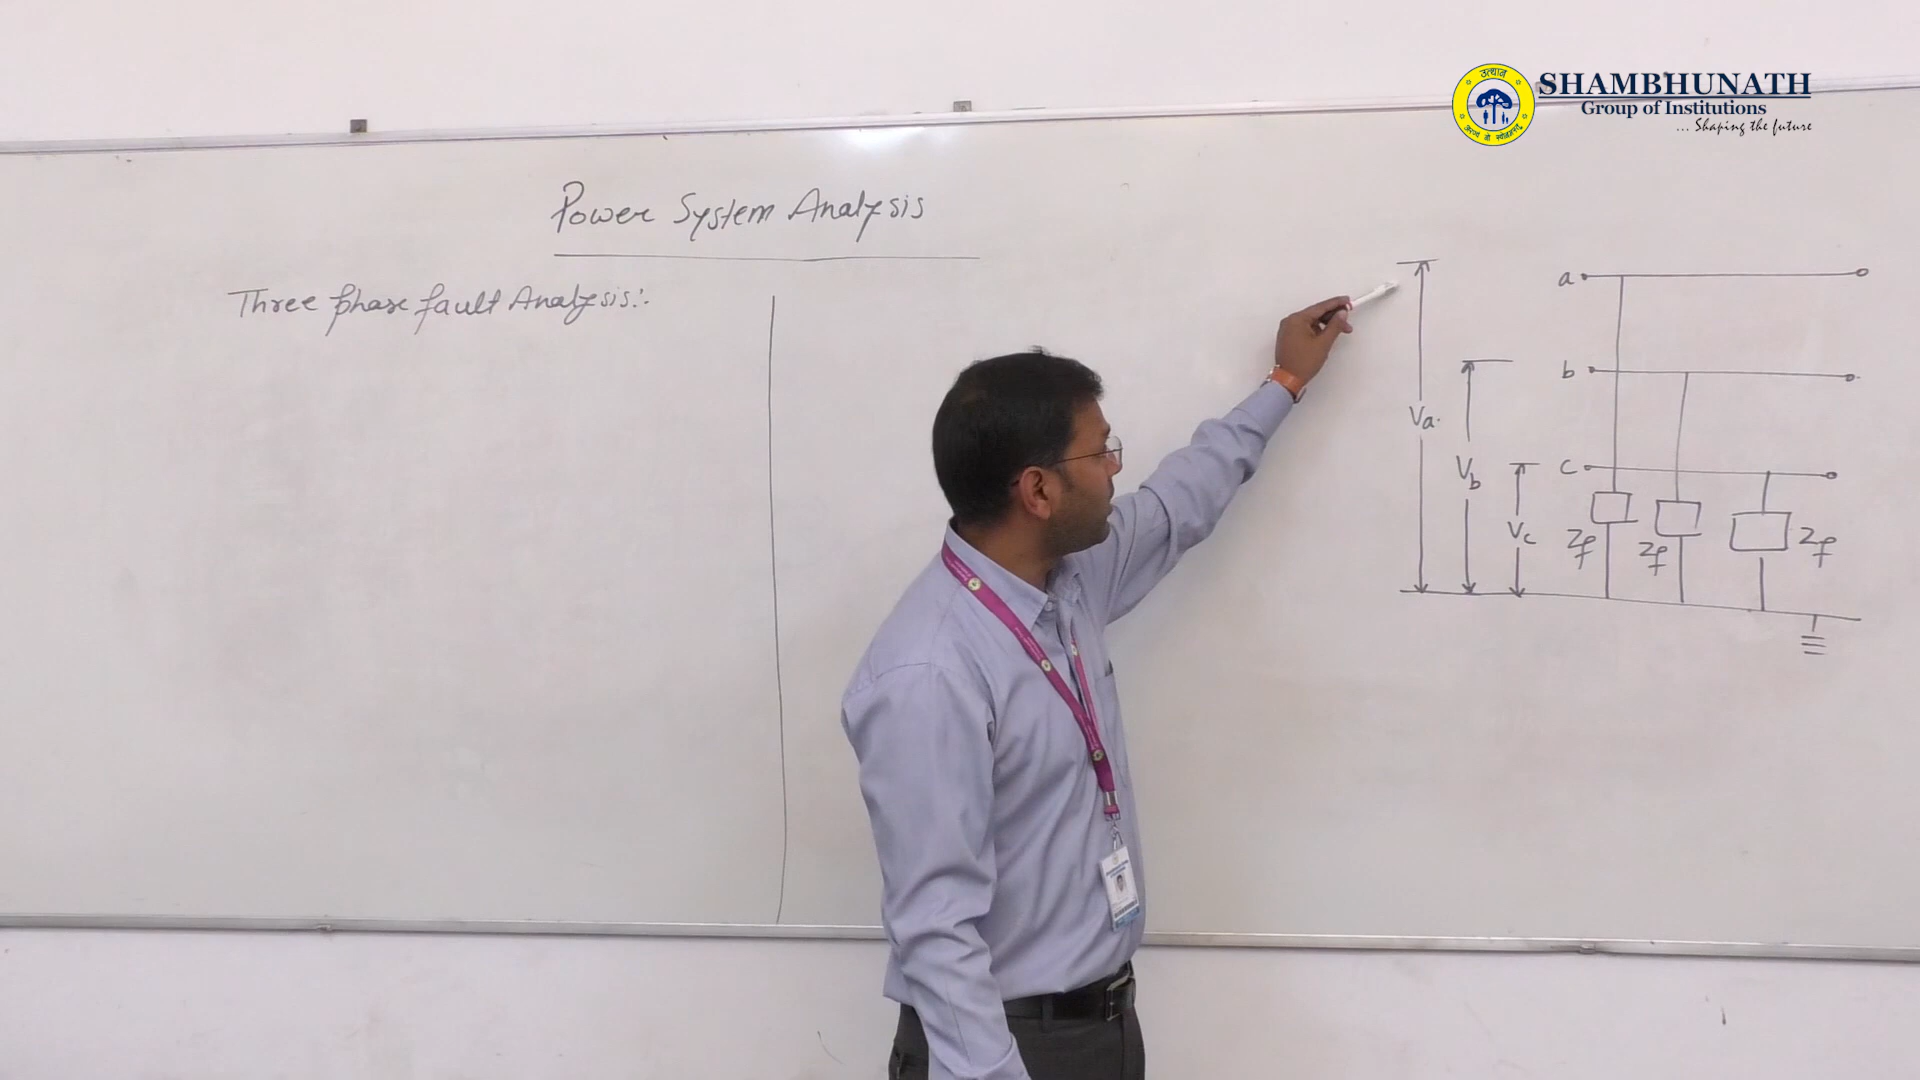 उत्थान
SHAMBHUNATH
Group of Institutions
... Shaping the future
Power System Analysis
Three phase fault Analysis:-
a
b
Va.
Vb
c
Vc
Zf
Zf
Zf